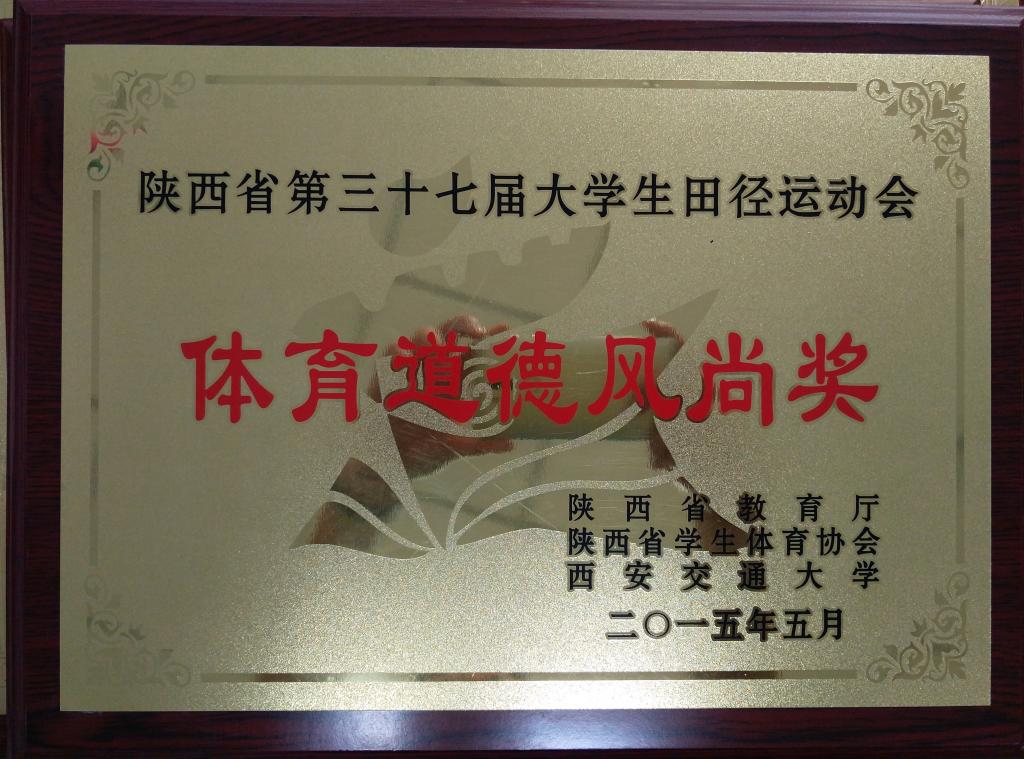 陕西省第三十七届大学生田径运动会
体育道德风尚奖
陕西省教育厅
陕西省学生体育协会
西安交通大学
二〇一五年五月